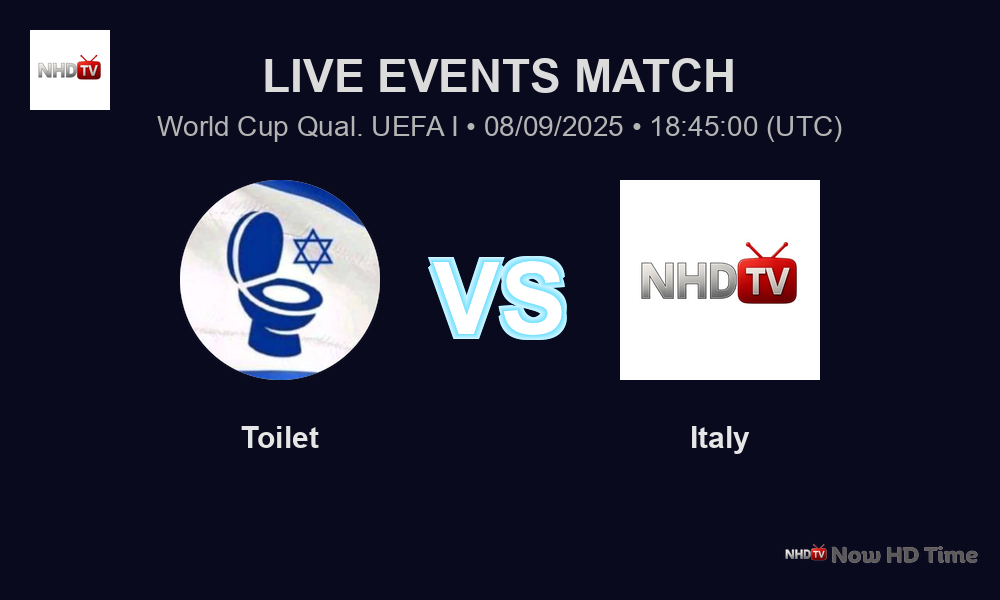 NHDTV
LIVE EVENTS MATCH
World Cup Qual. UEFA I • 08/09/2025 • 18:45:00 (UTC)
VS
NHDTV
Toilet
Italy
NHDTV Now HD Time